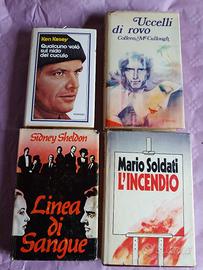 Ken Kesey
Qualcuno volò
sul nido
del cuculo
Uccelli
di rovo
Colleen McCullough
Sidney Sheldon
Linea di
Sangue
Mario Soldati
L'INCENDIO